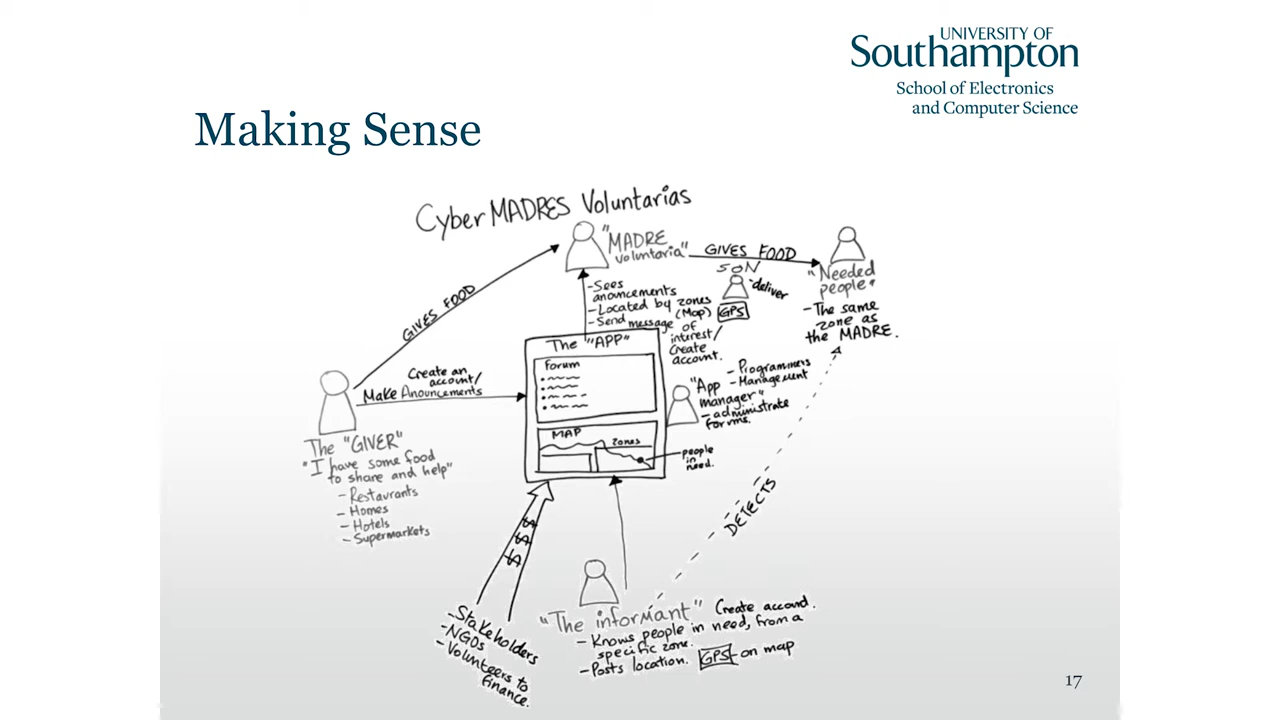 UNIVERSITY OF
Southampton
School of Electronics
and Computer Science
Making Sense
Cyber MADRES Voluntarias
"MADRE
voluntaria"
GIVES FOOD
SON
-deliver
GPS
"Needed
people"
- The same
zone as
the MADRE.
GIVES FOOD
- Sees
anouncements
- Located by zones
(Map)
- Send message of
interest/
Create
account.
The "APP"
Forum
MAP
zones
people
in
need.
"App
manager"
- Programmers
- Management
- administrate
forums.
Create an
account/
Make Anouncements
The "GIVER"
"I have some food
to share and help"
- Restaurants
- Homes
- Hotels
- Supermarkets
$
$
$
- Stakeholders
- NGOs
- Volunteers to
finance.
DETECTS
"The informant" Create account.
- Knows people in need, from a
specific zone.
- Posts location. GPS - on map
17